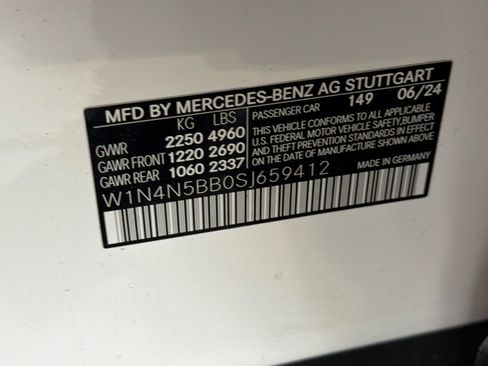 MFD BY MERCEDES-BENZ AG STUTTGART
KG LBS PASSENGER CAR 149 06/24
GVWR 2250 4960
GAWR FRONT 1220 2690
GAWR REAR 1060 2337
THIS VEHICLE CONFORMS TO ALL APPLICABLE
U.S. FEDERAL MOTOR VEHICLE SAFETY,BUMPER
AND THEFT PREVENTION STANDARDS IN EFFECT
ON THE DATE OF MANUFACTURE SHOWN ABOVE.
W1N4N5BB0SJ659412
MADE IN GERMANY